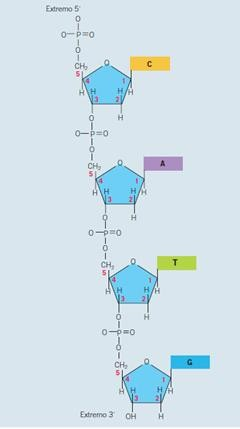 Extremo 5'
O
O—P=O
O
CH₂
5
O
C
4
1
H
H
H
H
3
2
O
H
O—P=O
O
CH₂
5
O
A
4
1
H
H
H
H
3
2
O
H
O—P=O
O
CH₂
5
O
T
4
1
H
H
H
H
3
2
O
H
O—P=O
O
CH₂
5
O
G
4
1
H
H
H
H
3
2
Extremo 3'
OH
H